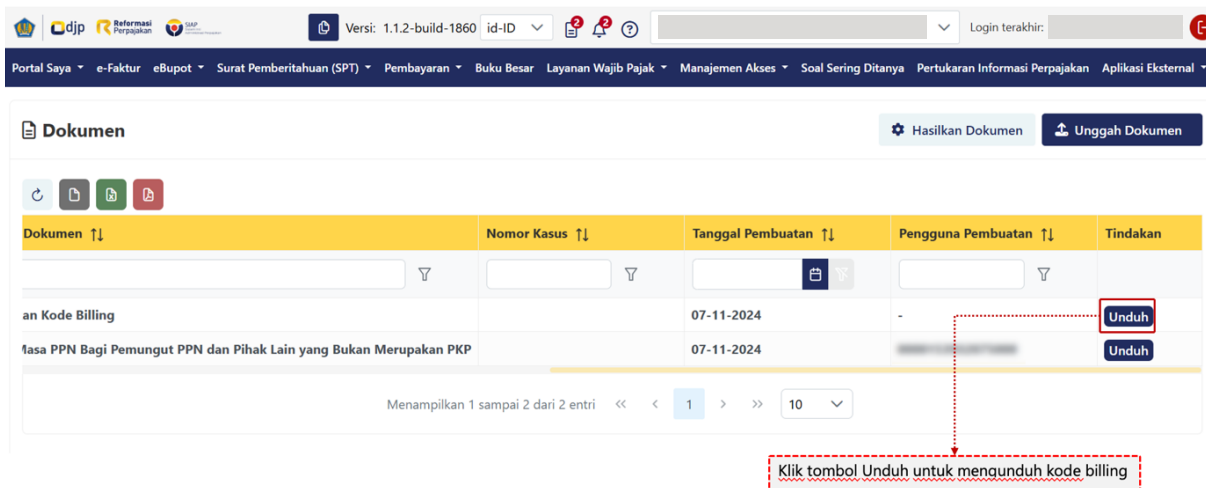 djp Reformasi Perpajakan SIAP Versi: 1.1.2-build-1860 id-ID 2 2 Login terakhir:
Portal Saya e-Faktur eBupot Surat Pemberitahuan (SPT) Pembayaran Buku Besar Layanan Wajib Pajak Manajemen Akses Soal Sering Ditanya Pertukaran Informasi Perpajakan Aplikasi Eksternal
Dokumen Hasilkan Dokumen Unggah Dokumen
Dokumen Nomor Kasus Tanggal Pembuatan Pengguna Pembuatan Tindakan
an Kode Billing 07-11-2024 - Unduh
Masa PPN Bagi Pemungut PPN dan Pihak Lain yang Bukan Merupakan PKP 07-11-2024 Unduh
Menampilkan 1 sampai 2 dari 2 entri << < 1 > >> 10
Klik tombol Unduh untuk mengunduh kode billing